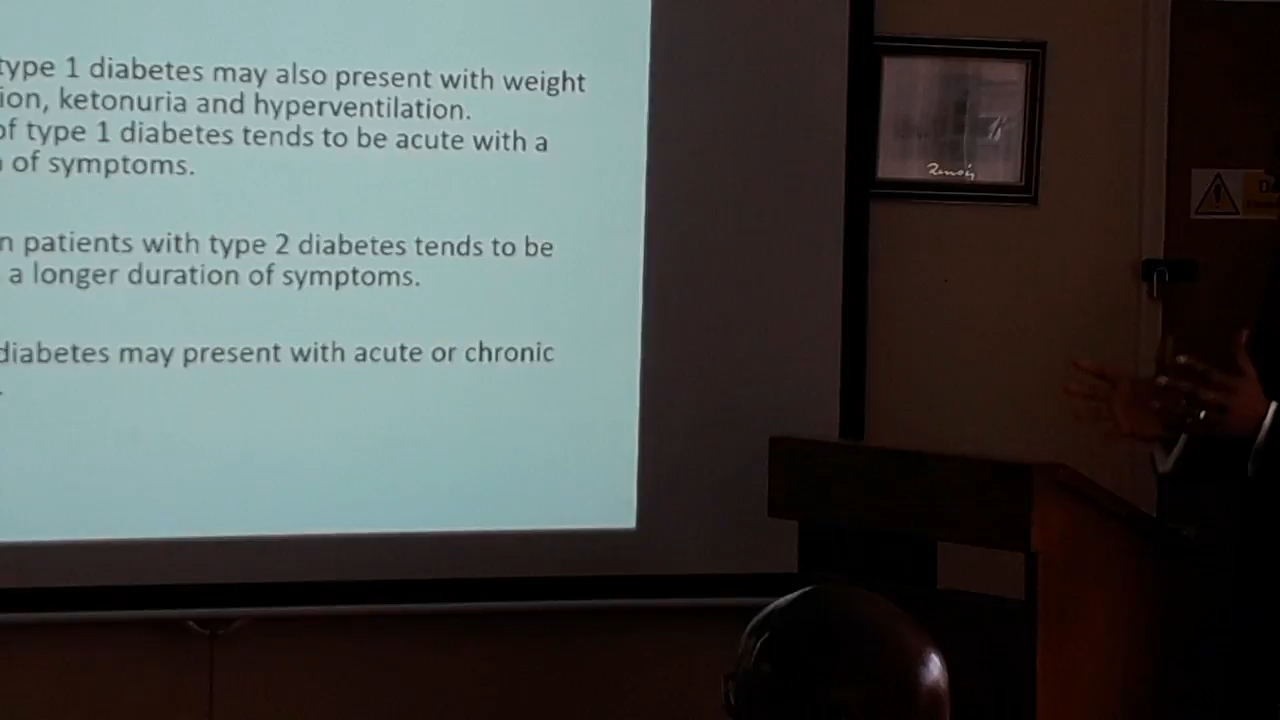 type 1 diabetes may also present with weight
ion, ketonuria and hyperventilation.
of type 1 diabetes tends to be acute with a
of symptoms.
n patients with type 2 diabetes tends to be
a longer duration of symptoms.
diabetes may present with acute or chronic
.